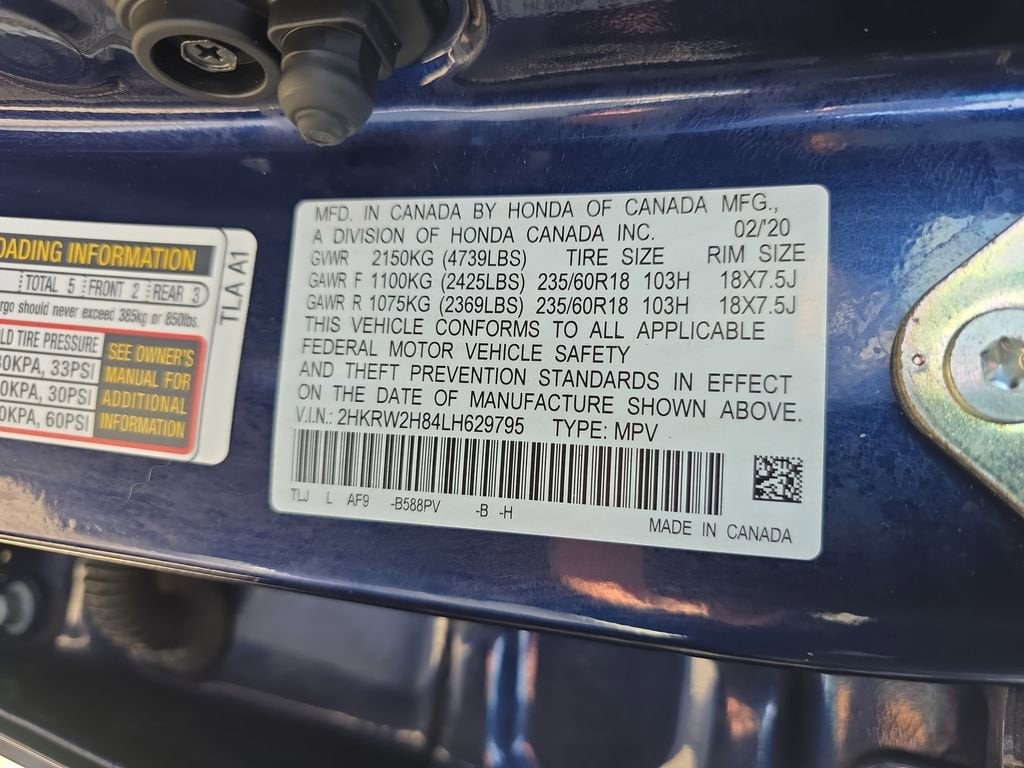 OADING INFORMATION
TOTAL 5 FRONT 2 REAR 3
rgo should never exceed 385kg or 850lbs.
LD TIRE PRESSURE
30KPA, 33PSI
0KPA, 30PSI
0KPA, 60PSI
SEE OWNER'S
MANUAL FOR
ADDITIONAL
INFORMATION
TLA A1
MFD. IN CANADA BY HONDA OF CANADA MFG.,
A DIVISION OF HONDA CANADA INC. 02/'20
GVWR 2150KG (4739LBS) TIRE SIZE RIM SIZE
GAWR F 1100KG (2425LBS) 235/60R18 103H 18X7.5J
GAWR R 1075KG (2369LBS) 235/60R18 103H 18X7.5J
THIS VEHICLE CONFORMS TO ALL APPLICABLE
FEDERAL MOTOR VEHICLE SAFETY
AND THEFT PREVENTION STANDARDS IN EFFECT
ON THE DATE OF MANUFACTURE SHOWN ABOVE.
V.I.N.: 2HKRW2H84LH629795 TYPE: MPV
TLJ L AF9 -B588PV -B -H
MADE IN CANADA